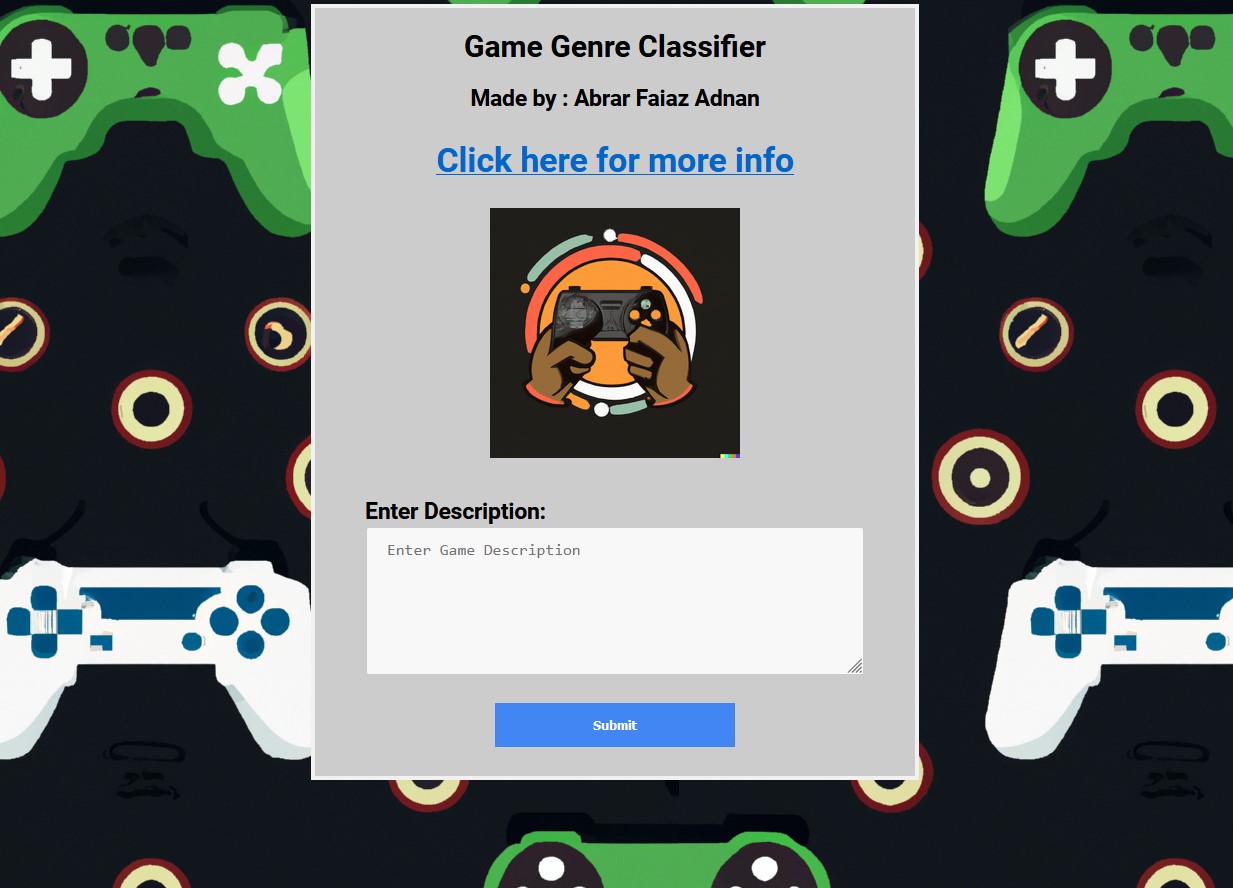 Game Genre Classifier
Made by : Abrar Faiaz Adnan
Click here for more info
Enter Description:
Enter Game Description
Submit